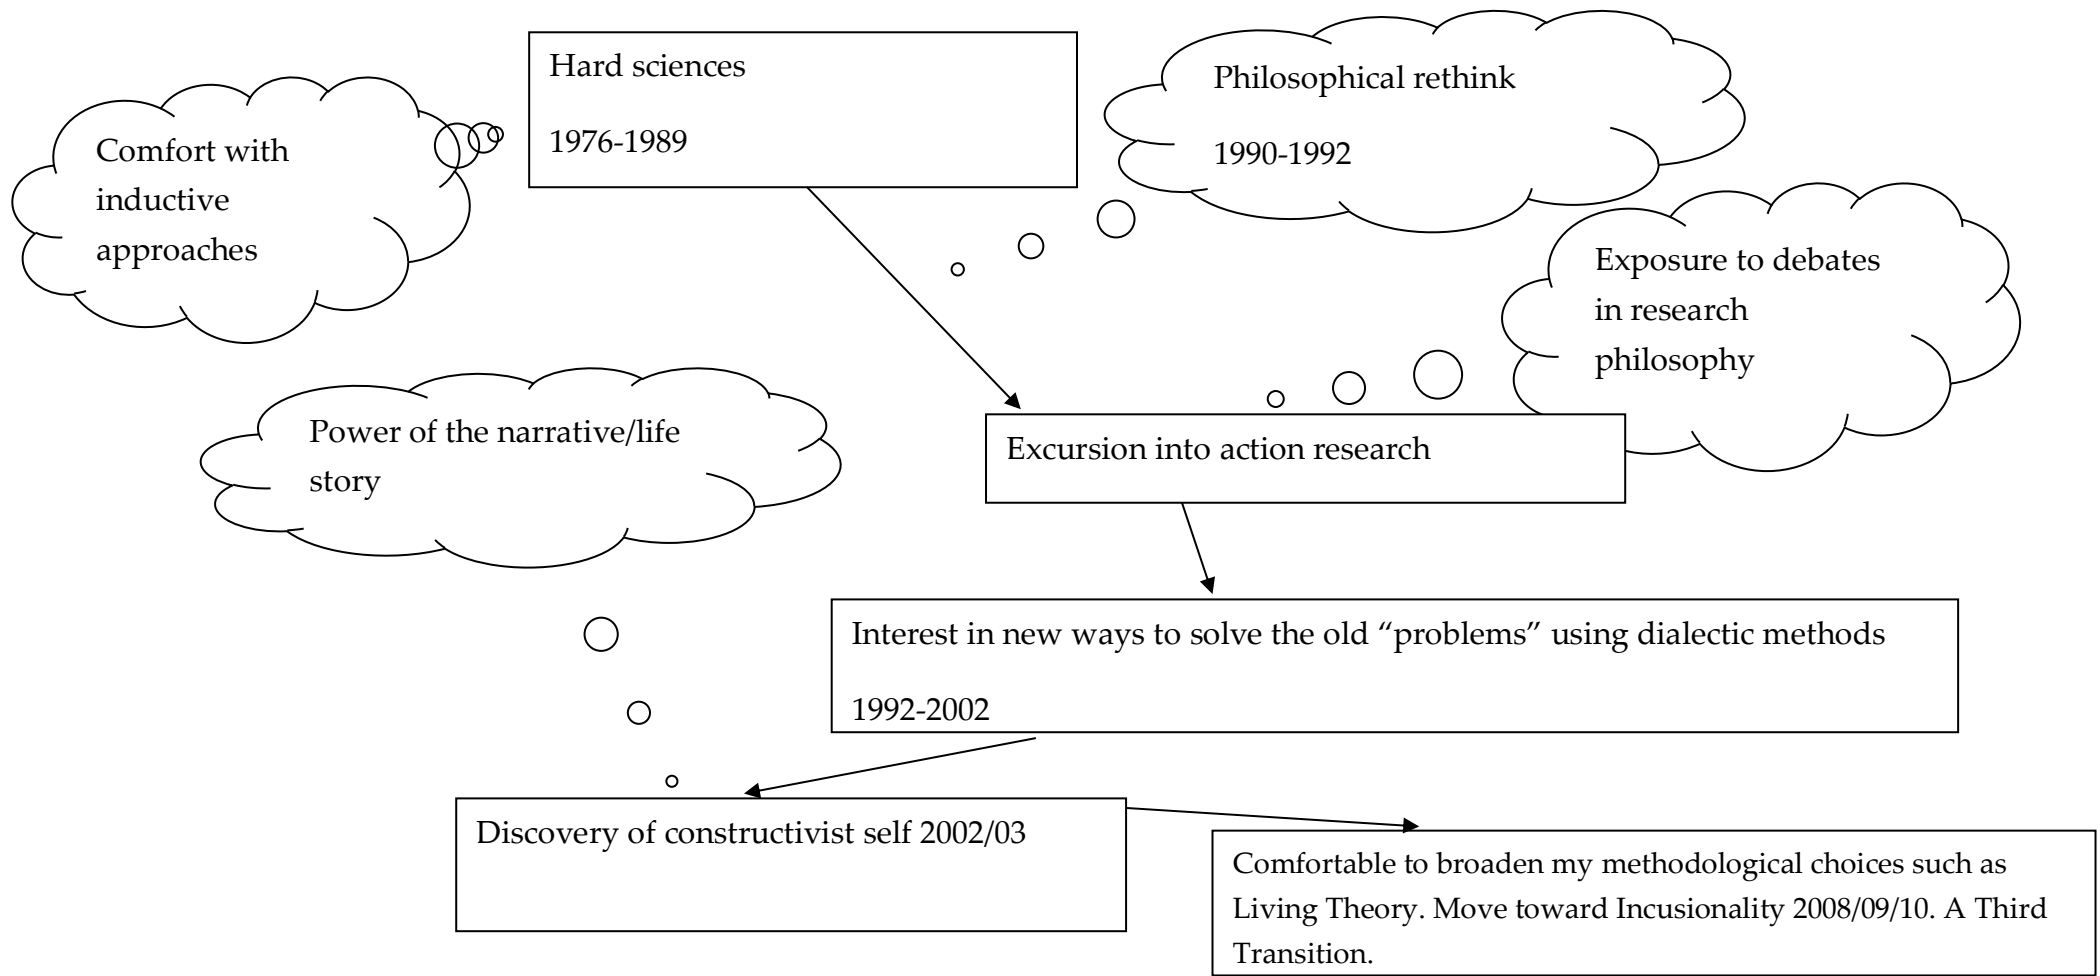 Hard sciences
1976-1989
Philosophical rethink
1990-1992
Comfort with
inductive
approaches
Exposure to debates
in research
philosophy
Power of the narrative/life
story
Excursion into action research
Interest in new ways to solve the old “problems” using dialectic methods
1992-2002
Discovery of constructivist self 2002/03
Comfortable to broaden my methodological choices such as
Living Theory. Move toward Incusionality 2008/09/10. A Third
Transition.